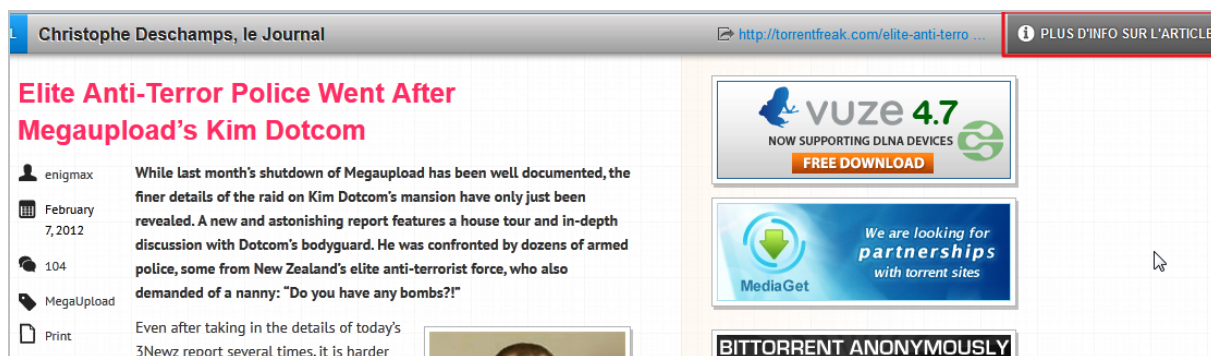 L
Christophe Deschamps, le Journal
http://torrentfreak.com/elite-anti-terro ...
PLUS D'INFO SUR L'ARTICLE
Elite Anti-Terror Police Went After
Megaupload’s Kim Dotcom
enigmax
February
7, 2012
104
MegaUpload
Print
While last month’s shutdown of Megaupload has been well documented, the
finer details of the raid on Kim Dotcom’s mansion have only just been
revealed. A new and astonishing report features a house tour and in-depth
discussion with Dotcom’s bodyguard. He was confronted by dozens of armed
police, some from New Zealand’s elite anti-terrorist force, who also
demanded of a nanny: “Do you have any bombs?!”
Even after taking in the details of today’s
3Newz report several times, it is harder
VUZE 4.7
NOW SUPPORTING DLNA DEVICES
FREE DOWNLOAD
We are looking for
partnerships
with torrent sites
MediaGet
BITTORRENT ANONYMOUSLY